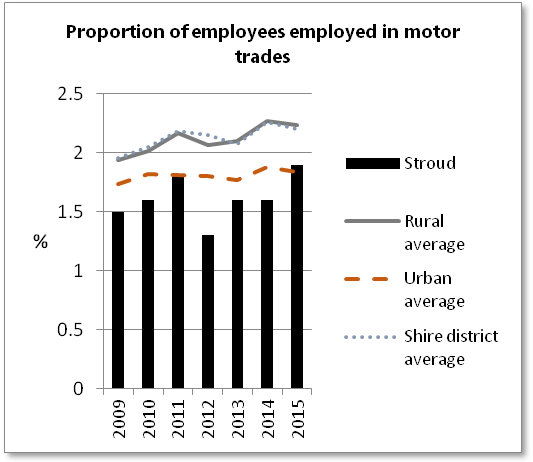 Proportion of employees employed in motor
trades
2.5
2
1.5
1
0.5
0
%
2009
2010
2011
2012
2013
2014
2015
Stroud
Rural
average
Urban
average
Shire district
average